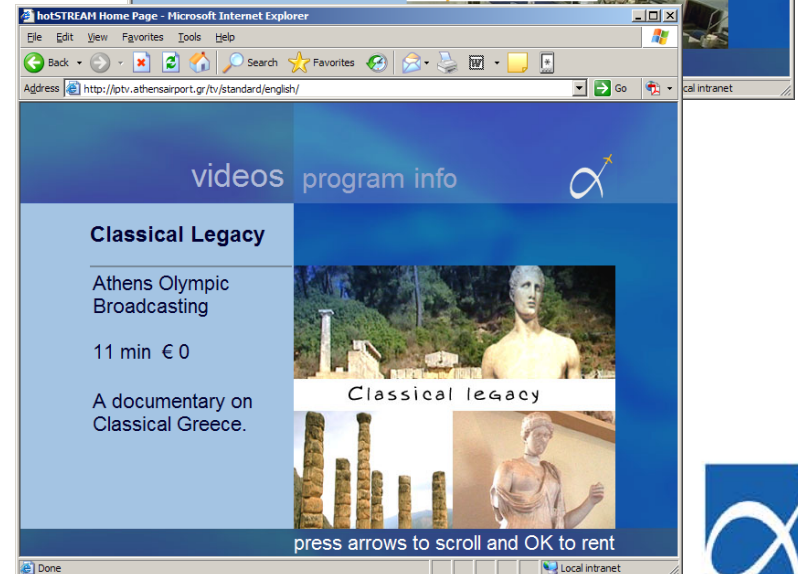 hotSTREAM Home Page - Microsoft Internet Explorer
File Edit View Favorites Tools Help
Back Search Favorites
Address http://iptv.athensairport.gr/tv/standard/english/ Go
cal intranet
videos program info
Classical Legacy
Athens Olympic
Broadcasting
11 min € 0
A documentary on
Classical Greece.
Classical legacy
press arrows to scroll and OK to rent
Done Local intranet